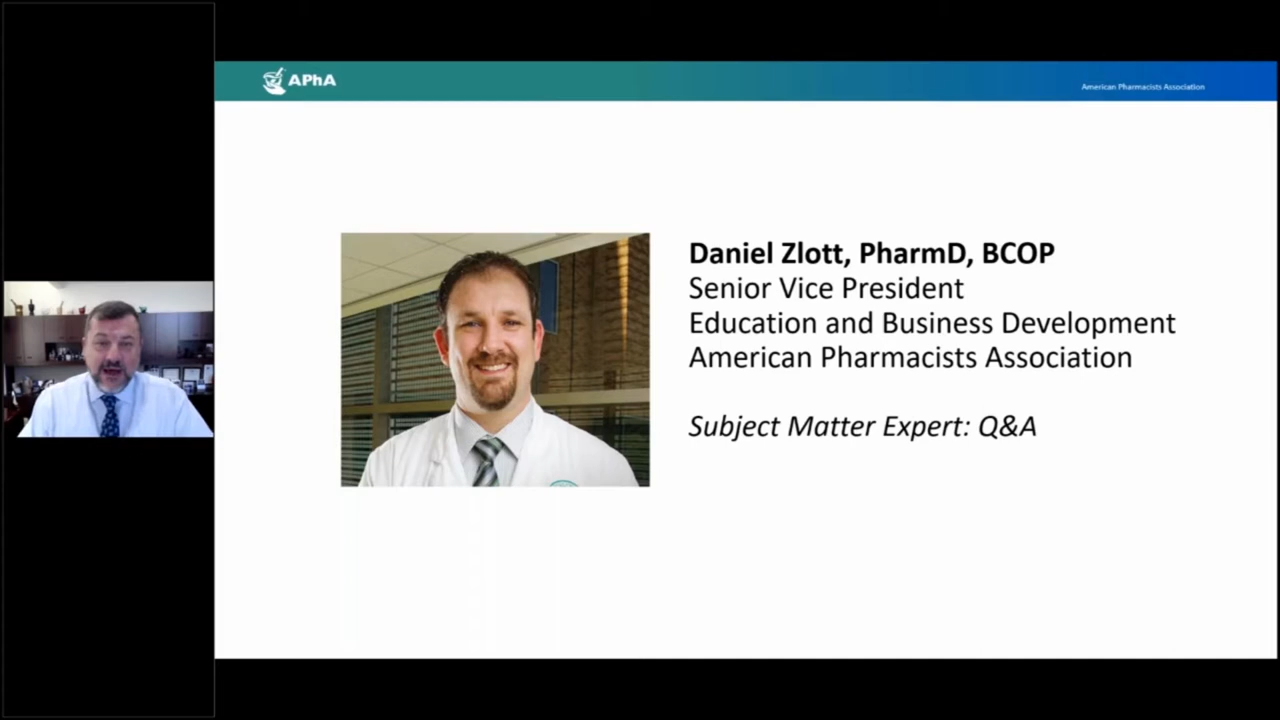 APhA
American Pharmacists Association
Daniel Zlott, PharmD, BCOP
Senior Vice President
Education and Business Development
American Pharmacists Association
Subject Matter Expert: Q&A